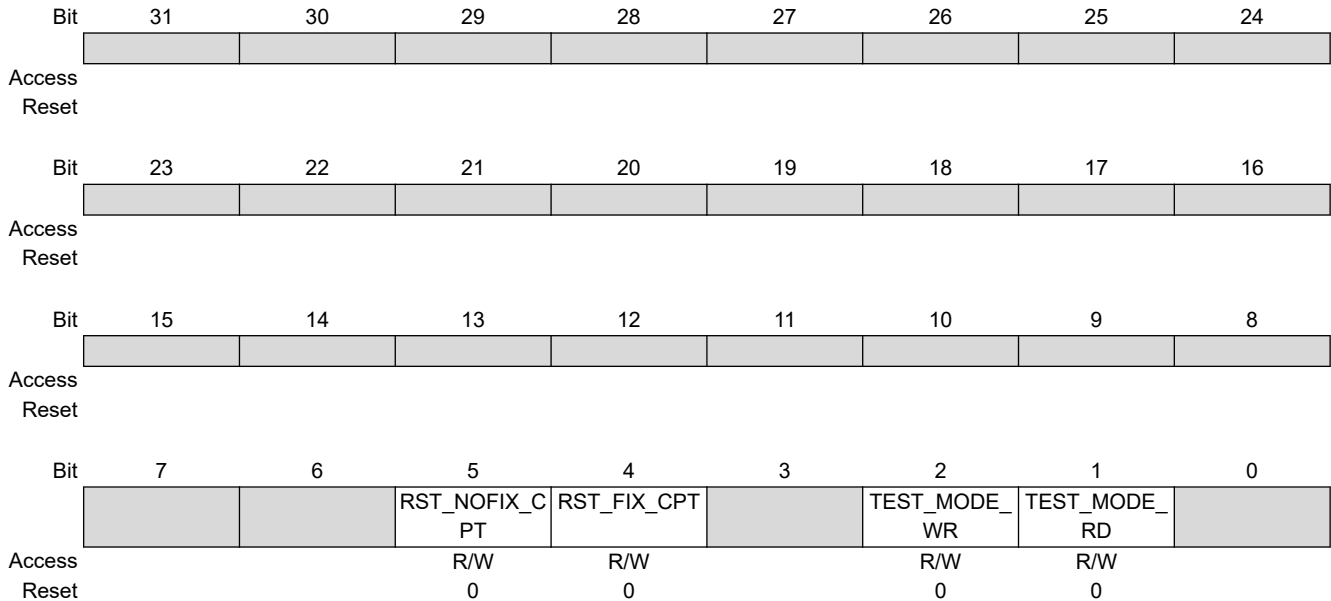 Bit 31 30 29 28 27 26 25 24
Access
Reset
Bit 23 22 21 20 19 18 17 16
Access
Reset
Bit 15 14 13 12 11 10 9 8
Access
Reset
Bit 7 6 5 4 3 2 1 0
RST_NOFIX_C RST_FIX_CPT TEST_MODE_ TEST_MODE_
PT WR RD
Access R/W R/W R/W R/W
Reset 0 0 0 0